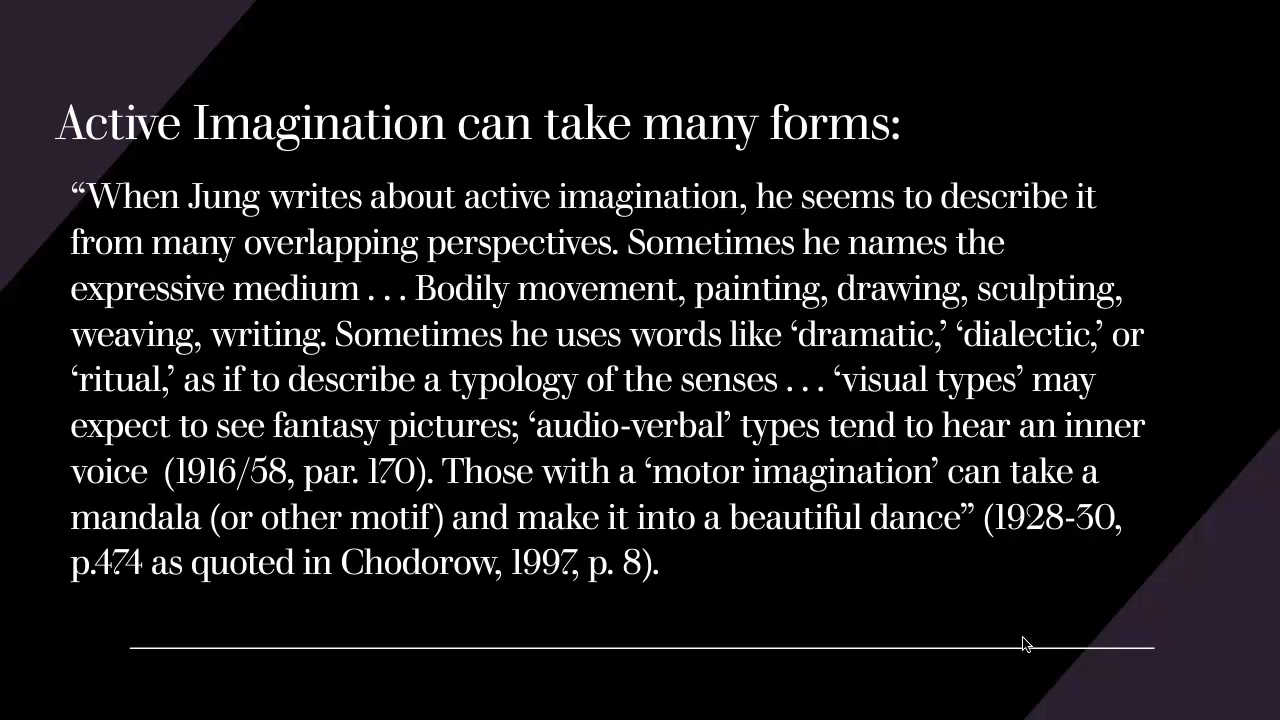 Active Imagination can take many forms:
“When Jung writes about active imagination, he seems to describe it
from many overlapping perspectives. Sometimes he names the
expressive medium . . . Bodily movement, painting, drawing, sculpting,
weaving, writing. Sometimes he uses words like ‘dramatic,’ ‘dialectic,’ or
‘ritual,’ as if to describe a typology of the senses . . . ‘visual types’ may
expect to see fantasy pictures; ‘audio-verbal’ types tend to hear an inner
voice  (1916/58, par. 170). Those with a ‘motor imagination’ can take a
mandala (or other motif) and make it into a beautiful dance” (1928-30,
p.474 as quoted in Chodorow, 1997, p. 8).